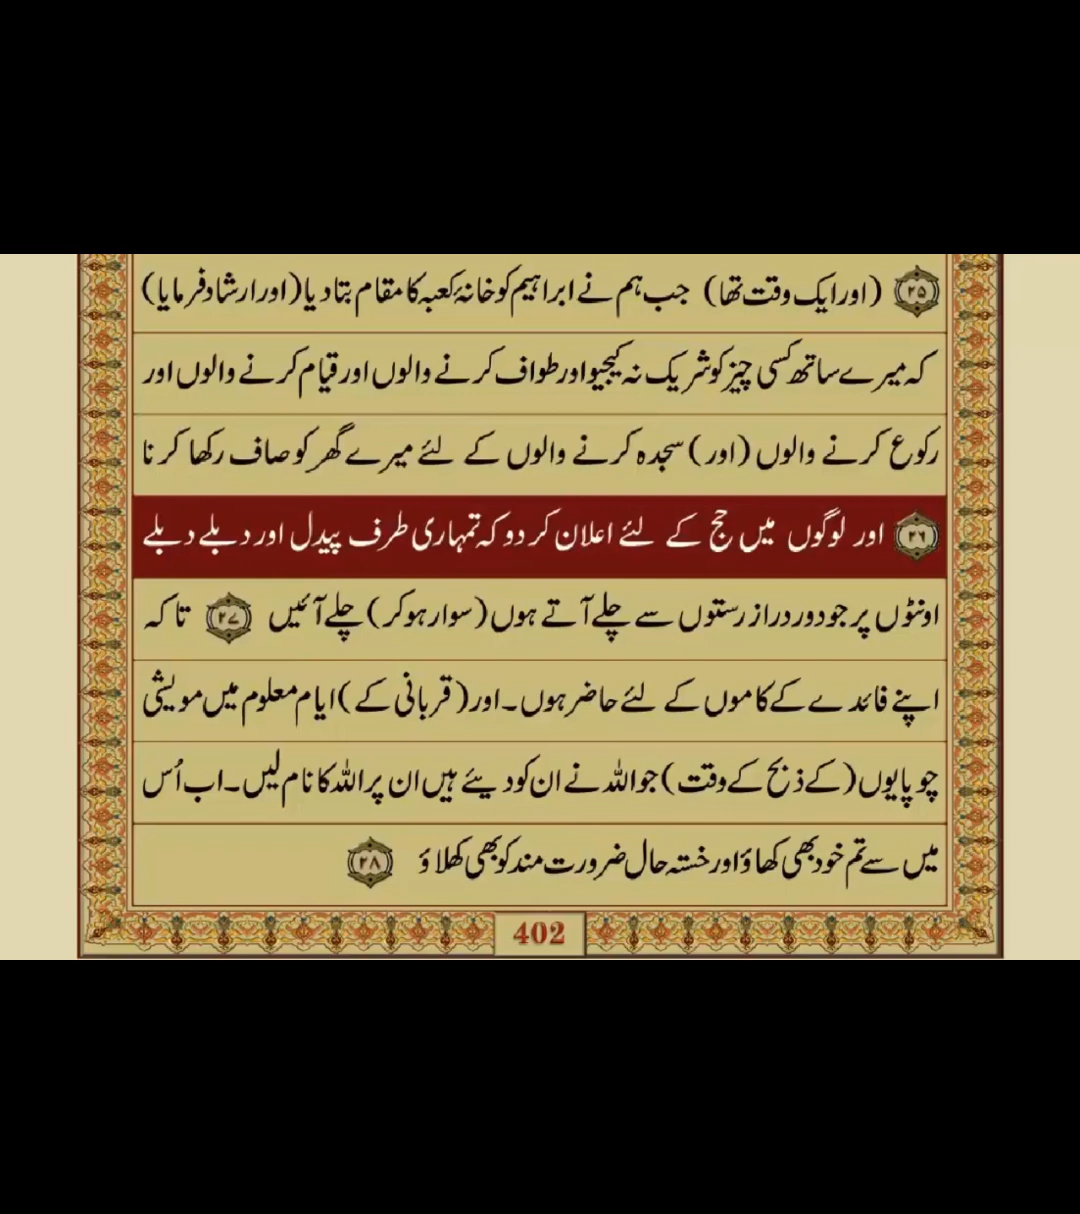 ۲۵ (اور ایک وقت تھا) جب ہم نے ابراہیم کو خانۂ کعبہ کا مقام بتا دیا (اور ارشاد فرمایا)
کہ میرے ساتھ کسی چیز کو شریک نہ کیجیو اور طواف کرنے والوں اور قیام کرنے والوں اور
رکوع کرنے والوں (اور) سجدہ کرنے والوں کے لئے میرے گھر کو صاف رکھا کرنا
۲۶ اور لوگوں میں حج کے لئے اعلان کر دو کہ تمہاری طرف پیدل اور دبلے دبلے
اونٹوں پر جو دور دراز رستوں سے چلے آتے ہوں (سوار ہو کر) چلے آئیں ۲۷ تاکہ
اپنے فائدے کے کاموں کے لئے حاضر ہوں۔ اور (قربانی کے) ایام معلوم میں مویشی
چوپایوں (کے ذبح کے وقت) جو اللہ نے ان کو دیئے ہیں ان پر اللہ کا نام لیں۔ اب اُس
میں سے تم خود بھی کھاؤ اور خستہ حال ضرورت مند کو بھی کھلاؤ ۲۸
402